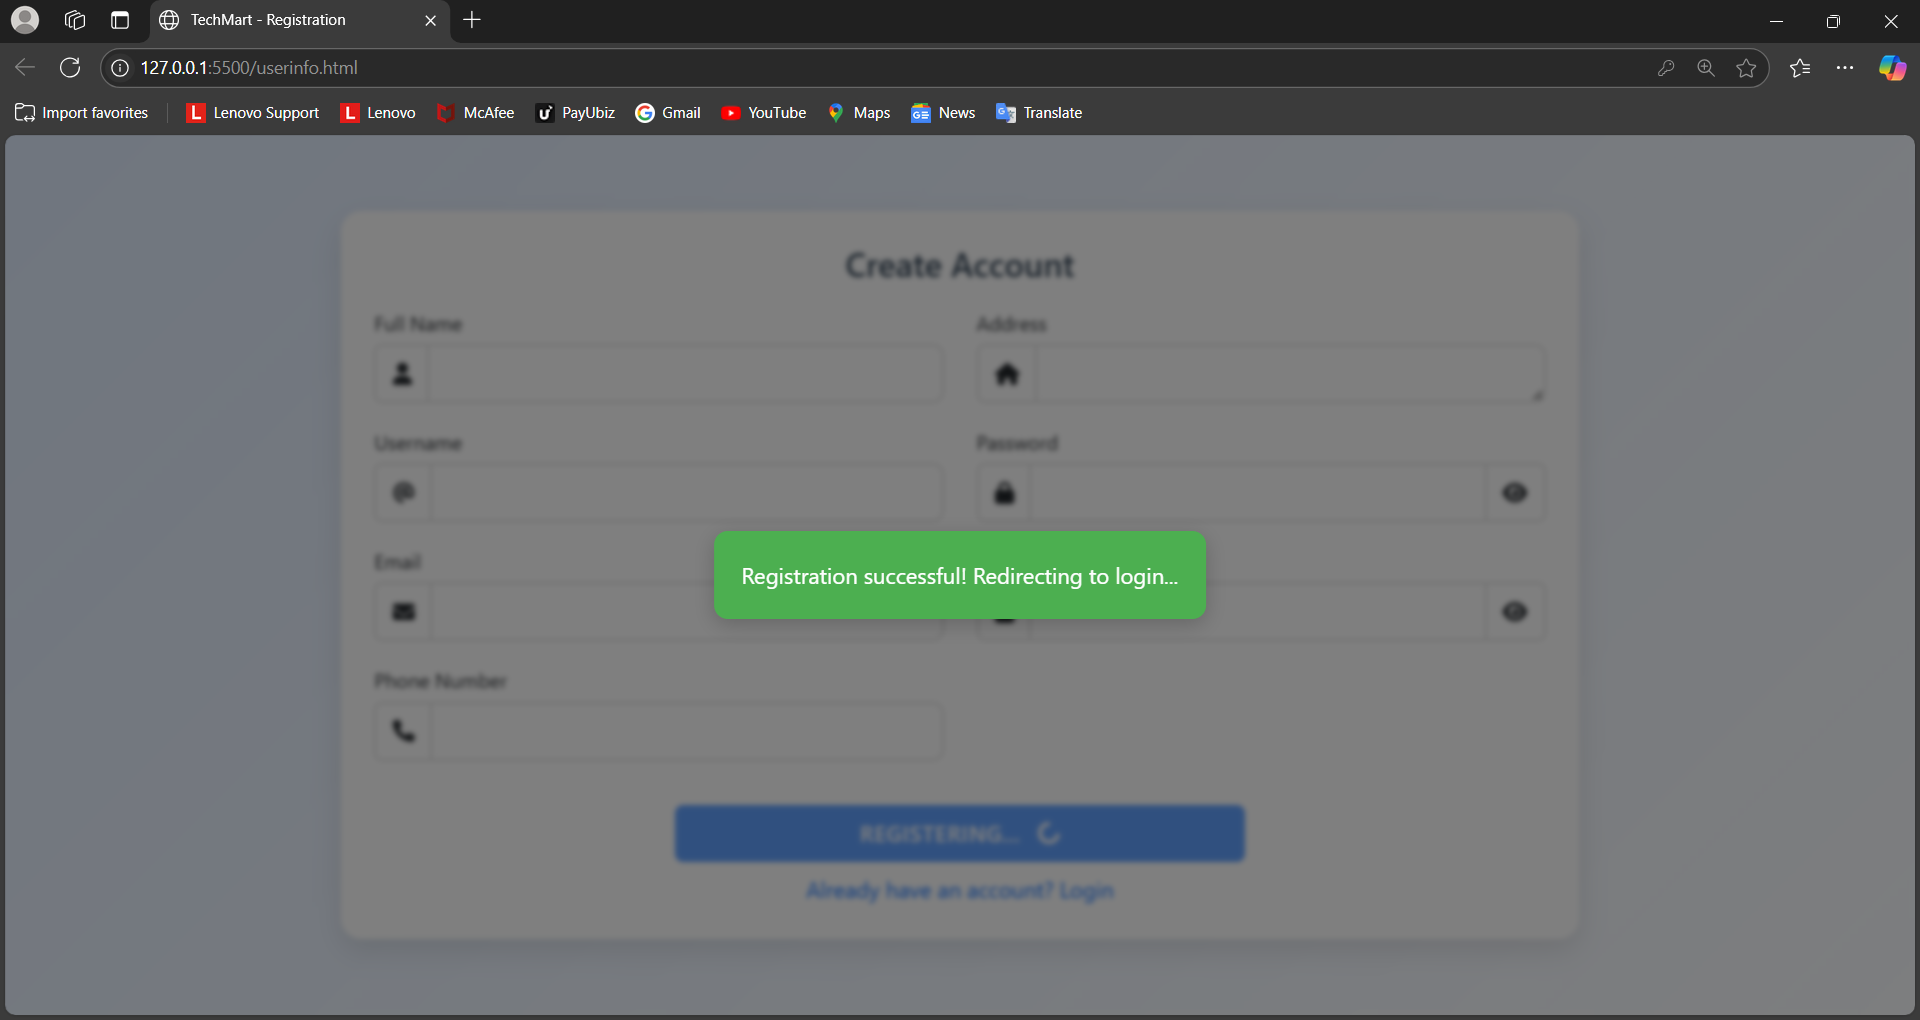 TechMart - Registration
127.0.0.1:5500/userinfo.html
Import favorites
L Lenovo Support
L Lenovo
McAfee
PayUbiz
Gmail
YouTube
Maps
News
Translate
Create Account
Full Name
Address
Username
Password
Email
Registration successful! Redirecting to login...
Phone Number
REGISTERING...
Already have an account? Login